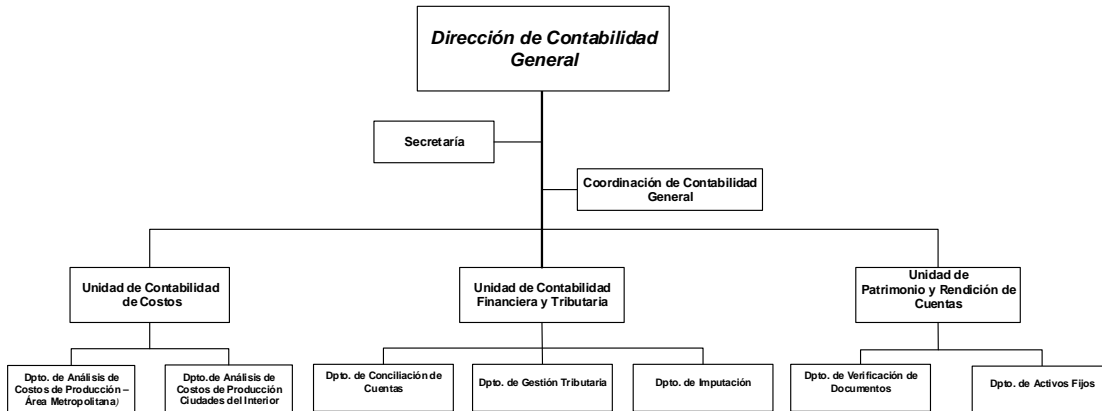 Dirección de Contabilidad
General
Secretaría
Coordinación de Contabilidad
General
Unidad de Contabilidad
de Costos
Unidad de Contabilidad
Financiera y Tributaria
Unidad de
Patrimonio y Rendición de
Cuentas
Dpto. de Análisis de
Costos de Producción –
Área Metropolitana)
Dpto.de Análisis de
Costos de Producción
Ciudades del Interior
Dpto. de Conciliación de
Cuentas
Dpto. de Gestión Tributaria
Dpto. de Imputación
Dpto. de Verificación de
Documentos
Dpto. de Activos Fijos